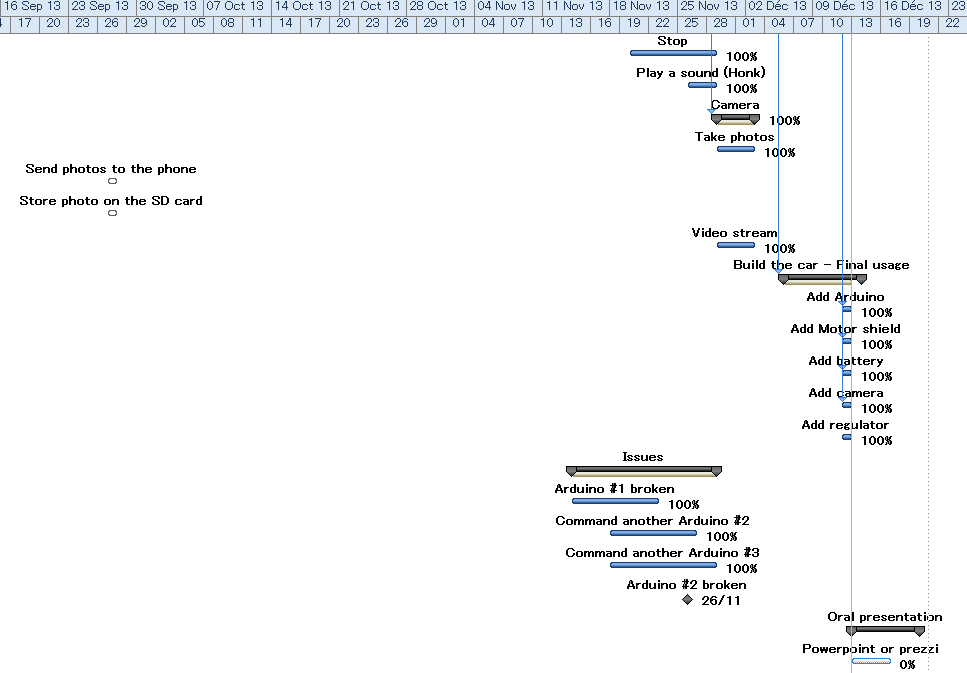 16 Sep 13 23 Sep 13 30 Sep 13 07 Oct 13 14 Oct 13 21 Oct 13 28 Oct 13 04 Nov 13 11 Nov 13 18 Nov 13 25 Nov 13 02 Déc 13 09 Déc 13 16 Déc 13 23
17 20 23 26 29 02 05 08 11 14 17 20 23 26 29 01 04 07 10 13 16 19 22 25 28 01 04 07 10 13 16 19 22
Stop
100%
Play a sound (Honk)
100%
Camera
100%
Take photos
100%
Send photos to the phone
Store photo on the SD card
Video stream
100%
Build the car - Final usage
Add Arduino
100%
Add Motor shield
100%
Add battery
100%
Add camera
100%
Add regulator
100%
Issues
Arduino #1 broken
100%
Command another Arduino #2
100%
Command another Arduino #3
100%
Arduino #2 broken
26/11
Oral presentation
Powerpoint or prezzi
0%